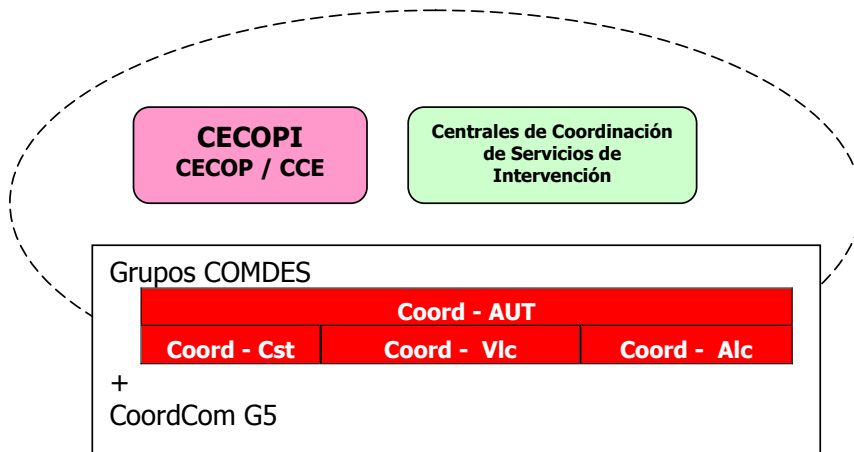 CECOPI
CECOP / CCE
Centrales de Coordinación
de Servicios de
Intervención
Grupos COMDES
Coord - AUT
Coord - Cst
Coord - Vlc
Coord - Alc
+
CoordCom G5